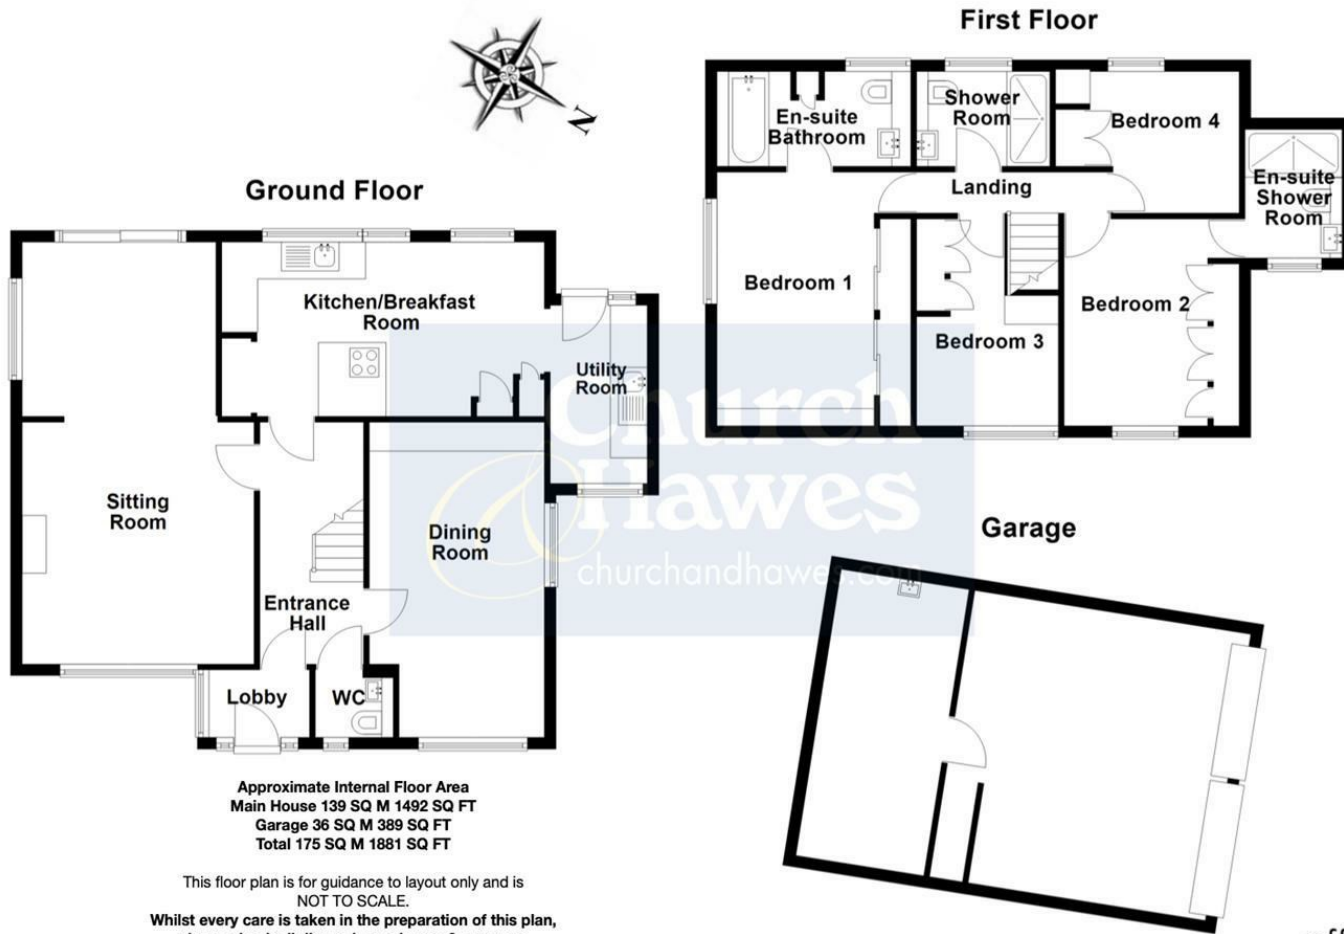 First Floor
En-suite
Bathroom
Shower
Room
Bedroom 4
Landing
En-suite
Shower
Room
Bedroom 1
Bedroom 2
Bedroom 3
N
Ground Floor
Kitchen/Breakfast
Room
Utility
Room
Sitting
Room
Dining
Room
Entrance
Hall
Lobby
WC
Church
& Hawes
churchandhawes.com
Garage
Approximate Internal Floor Area
Main House 139 SQ M 1492 SQ FT
Garage 36 SQ M 389 SQ FT
Total 175 SQ M 1881 SQ FT
This floor plan is for guidance to layout only and is
NOT TO SCALE.
Whilst every care is taken in the preparation of this plan,